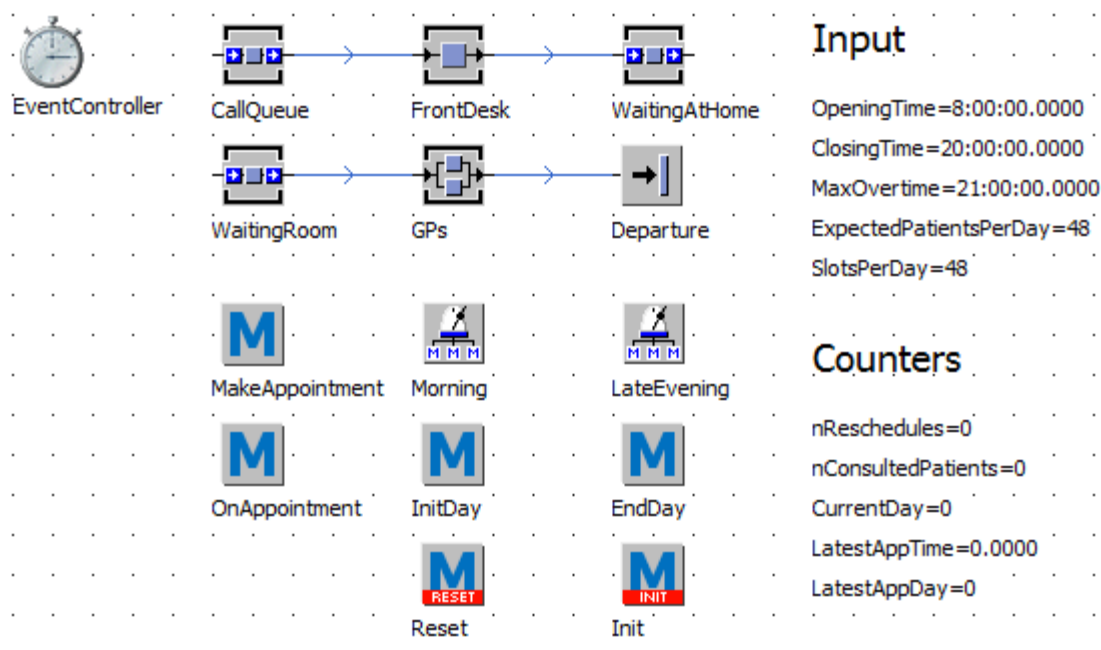 Input
EventController
CallQueue
FrontDesk
WaitingAtHome
OpeningTime=8:00:00.0000
ClosingTime=20:00:00.0000
MaxOvertime=21:00:00.0000
WaitingRoom
GPs
Departure
ExpectedPatientsPerDay=48
SlotsPerDay=48
M
M M M
M M M
MakeAppointment
Morning
LateEvening
Counters
M
M
M
nReschedules=0
nConsultedPatients=0
OnAppointment
InitDay
EndDay
CurrentDay=0
M
RESET
M
INIT
LatestAppTime=0.0000
LatestAppDay=0
Reset
Init